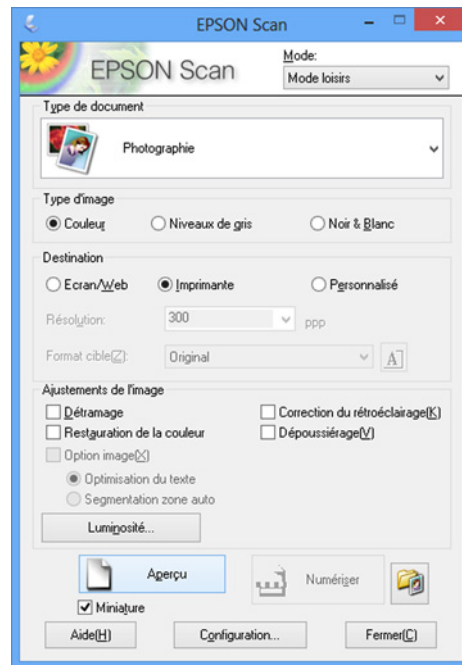 EPSON Scan
EPSON Scan
Mode:
Mode loisirs
Type de document
Photographie
Type d'image
Couleur
Niveaux de gris
Noir & Blanc
Destination
Ecran/Web
Imprimante
Personnalisé
Résolution:
300
ppp
Format cible(Z):
Original
A
Ajustements de l'image
Détramage
Correction du rétroéclairage(K)
Restauration de la couleur
Dépoussiérage(V)
Option image(X)
Optimisation du texte
Segmentation zone auto
Luminosité...
Aperçu
Numériser
Miniature
Aide(H)
Configuration...
Fermer(C)